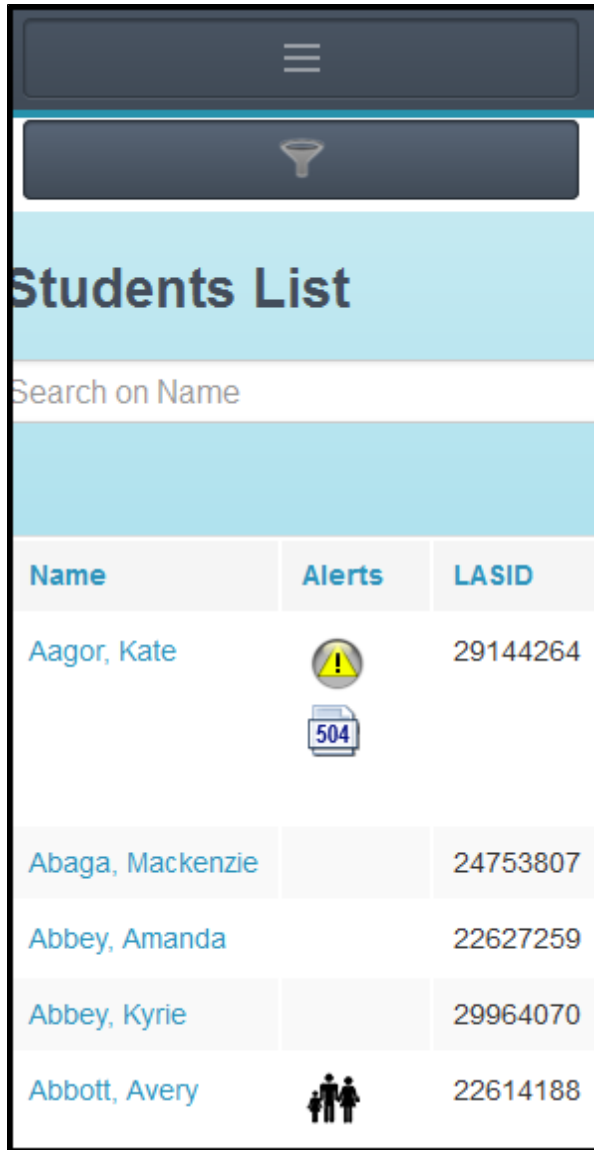 Students List
Search on Name
Name Alerts LASID
Aagor, Kate 29144264
504
Abaga, Mackenzie 24753807
Abbey, Amanda 22627259
Abbey, Kyrie 29964070
Abbott, Avery 22614188